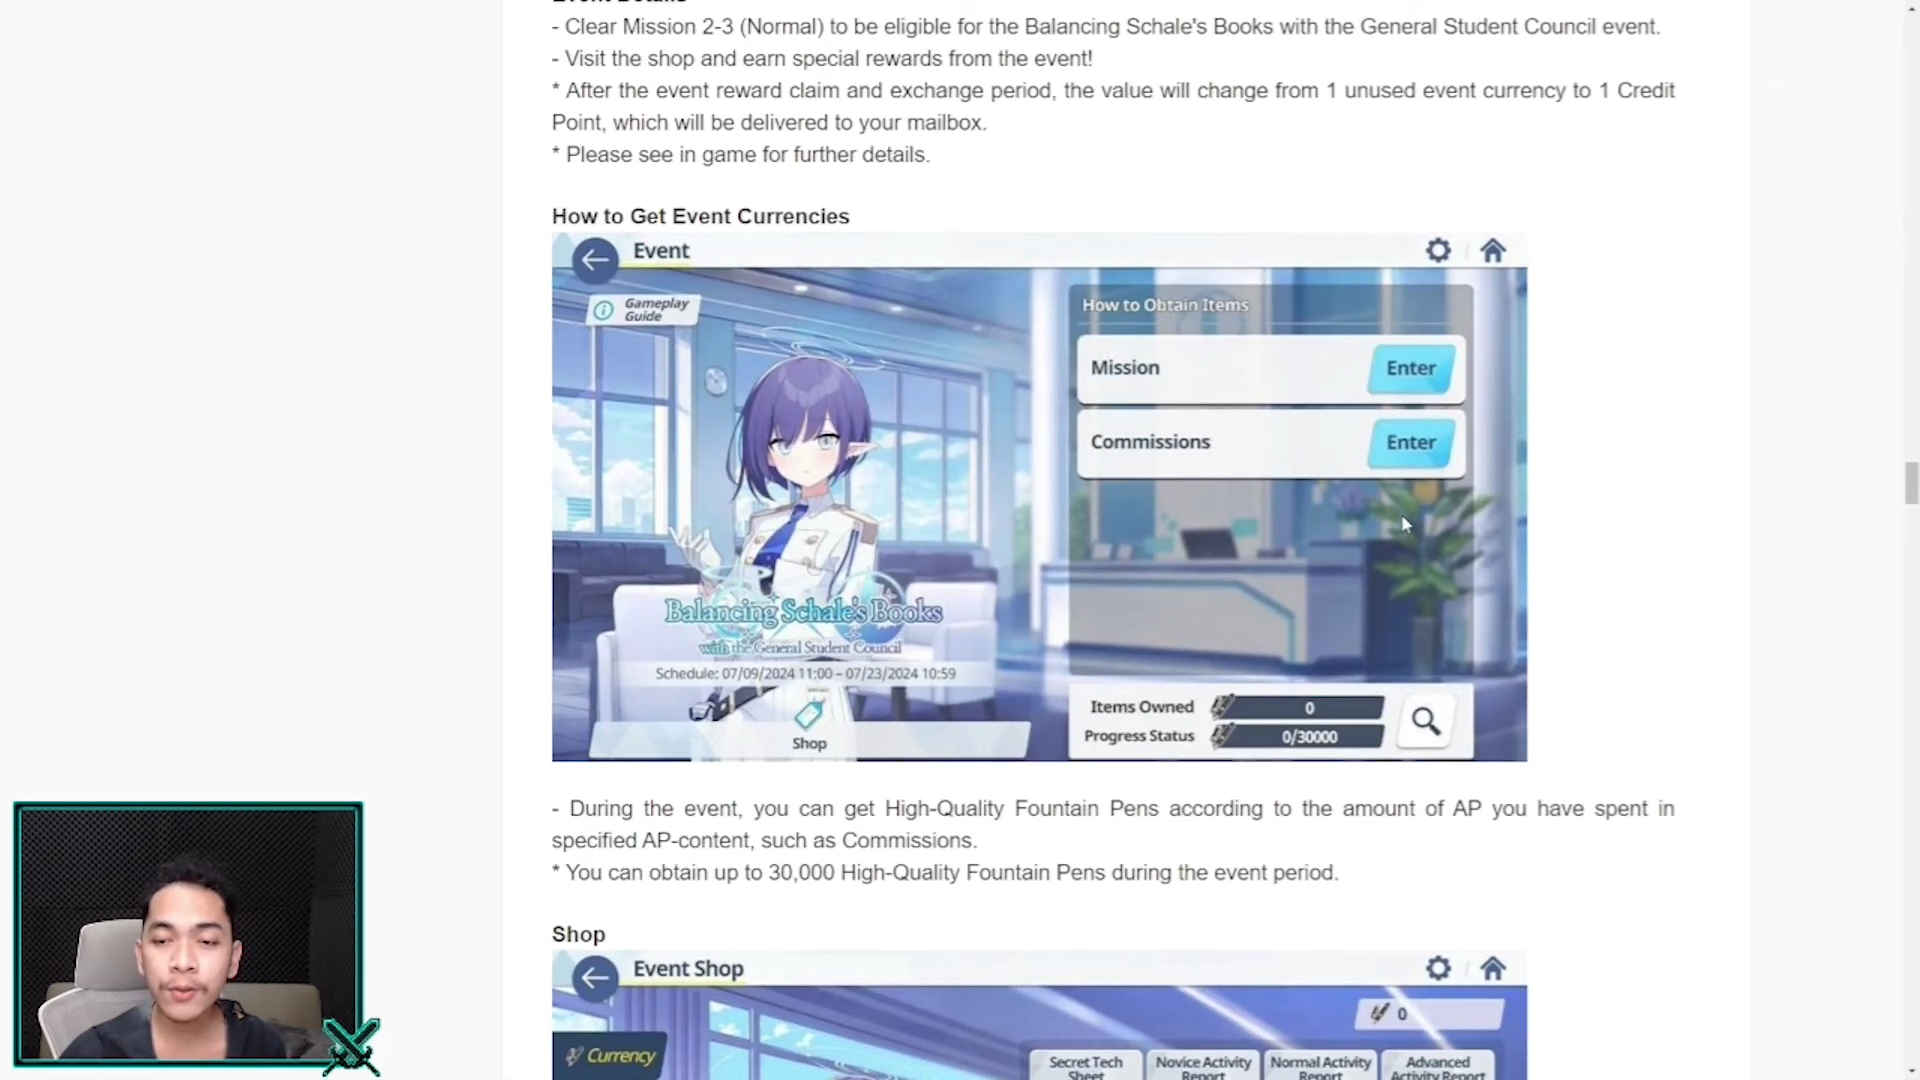 - Clear Mission 2-3 (Normal) to be eligible for the Balancing Schale's Books with the General Student Council event.
- Visit the shop and earn special rewards from the event!
* After the event reward claim and exchange period, the value will change from 1 unused event currency to 1 Credit
Point, which will be delivered to your mailbox.
* Please see in game for further details.
How to Get Event Currencies
Event
Gameplay
Guide
How to Obtain Items
Mission
Enter
Commissions
Enter
Balancing Schale's Books
with the General Student Council
Schedule: 07/09/2024 11:00 – 07/23/2024 10:59
Shop
Items Owned
0
Progress Status
0/30000
- During the event, you can get High-Quality Fountain Pens according to the amount of AP you have spent in
specified AP-content, such as Commissions.
* You can obtain up to 30,000 High-Quality Fountain Pens during the event period.
Shop
Event Shop
0
Currency
Secret Tech
Sheet
Novice Activity
Report
Normal Activity
Report
Advanced
Activity Report